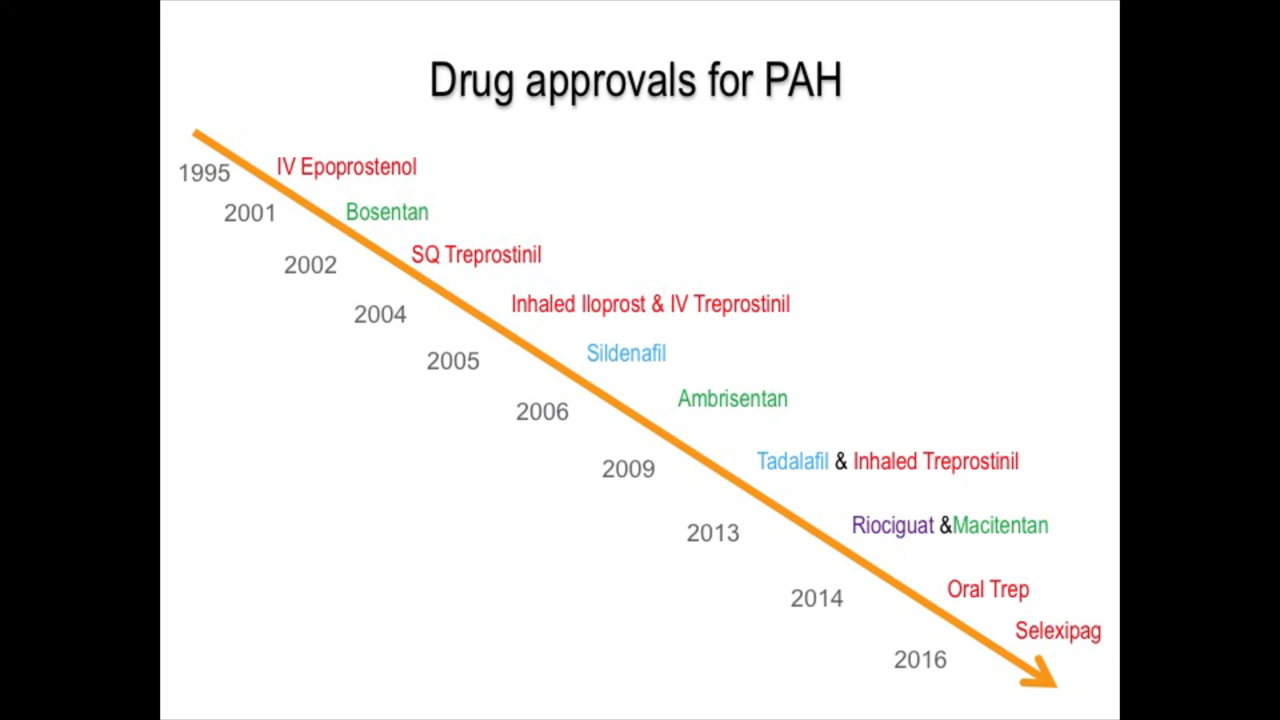 Drug approvals for PAH
1995 IV Epoprostenol
2001 Bosentan
2002 SQ Treprostinil
2004 Inhaled Iloprost & IV Treprostinil
2005 Sildenafil
2006 Ambrisentan
2009 Tadalafil & Inhaled Treprostinil
2013 Riociguat &Macitentan
2014 Oral Trep
2016 Selexipag